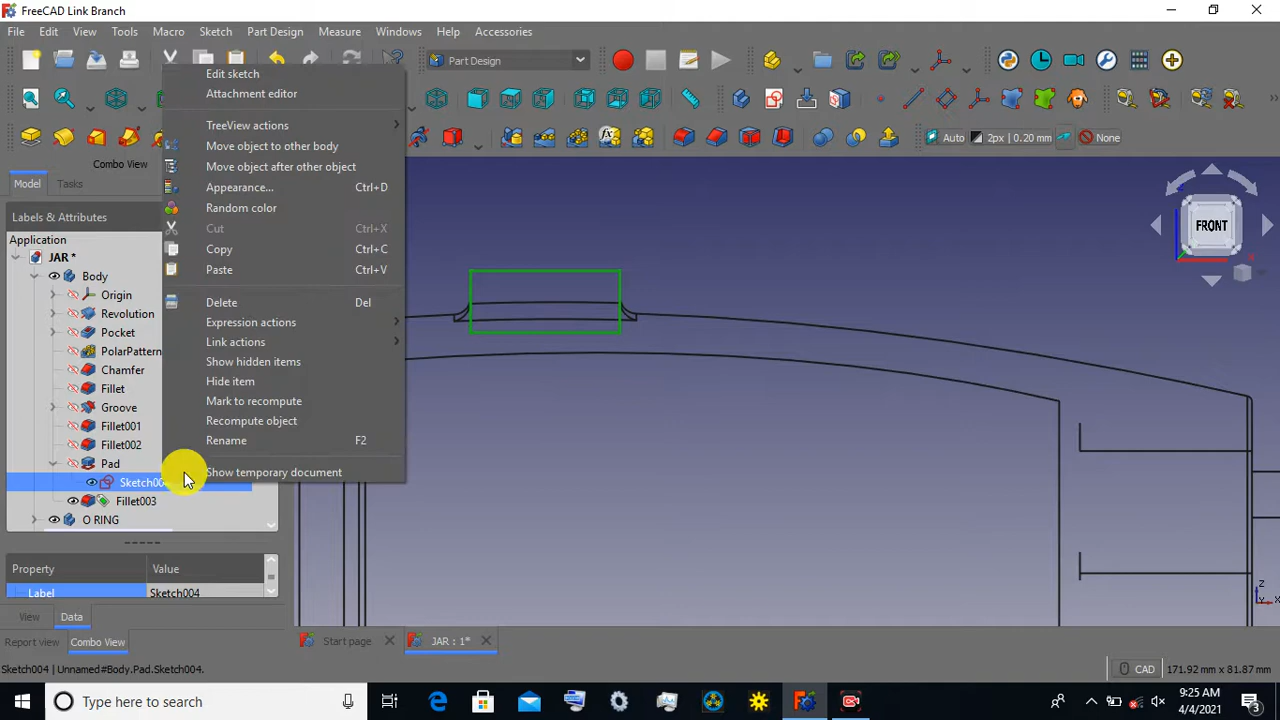 FreeCAD Link Branch
File Edit View Tools Macro Sketch Part Design Measure Windows Help Accessories
Part Design
Auto 2px | 0.20 mm None
Combo View
Model Tasks
Labels & Attributes
Application
JAR *
Body
Origin
Revolution
Pocket
PolarPattern
Chamfer
Fillet
Groove
Fillet001
Fillet002
Pad
Sketch00
Fillet003
O RING
Property Value
Label Sketch004
View Data
Report view Combo View
Edit sketch
Attachment editor
TreeView actions
Move object to other body
Move object after other object
Appearance... Ctrl+D
Random color
Cut Ctrl+X
Copy Ctrl+C
Paste Ctrl+V
Delete Del
Expression actions
Link actions
Show hidden items
Hide item
Mark to recompute
Recompute object
Rename F2
Show temporary document
FRONT
Z
X
Start page JAR : 1*
Sketch004 | Unnamed#Body.Pad.Sketch004.
CAD 171.92 mm x 81.87 mm
Type here to search
9:25 AM
4/4/2021
3